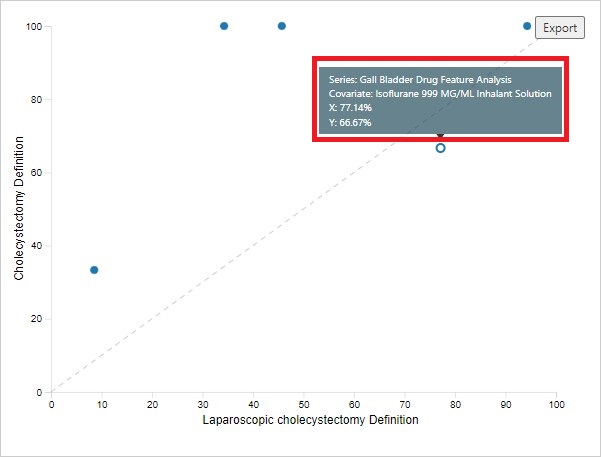 Export
Series: Gall Bladder Drug Feature Analysis
Covariate: Isoflurane 999 MG/ML Inhalant Solution
X: 77.14%
Y: 66.67%
Cholecystectomy Definition
100
80
60
40
20
0
0 10 20 30 40 50 60 70 80 90 100
Laparoscopic cholecystectomy Definition